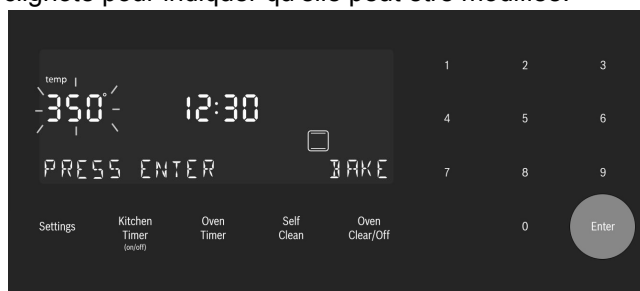 clignote pour indiquer qu'elle peut être modifiée.
temp
350° 12:30
PRESS ENTER BAKE
Settings
Kitchen Timer (on/off)
Oven Timer
Self Clean
Oven Clear/Off
1 2 3
4 5 6
7 8 9
0 Enter